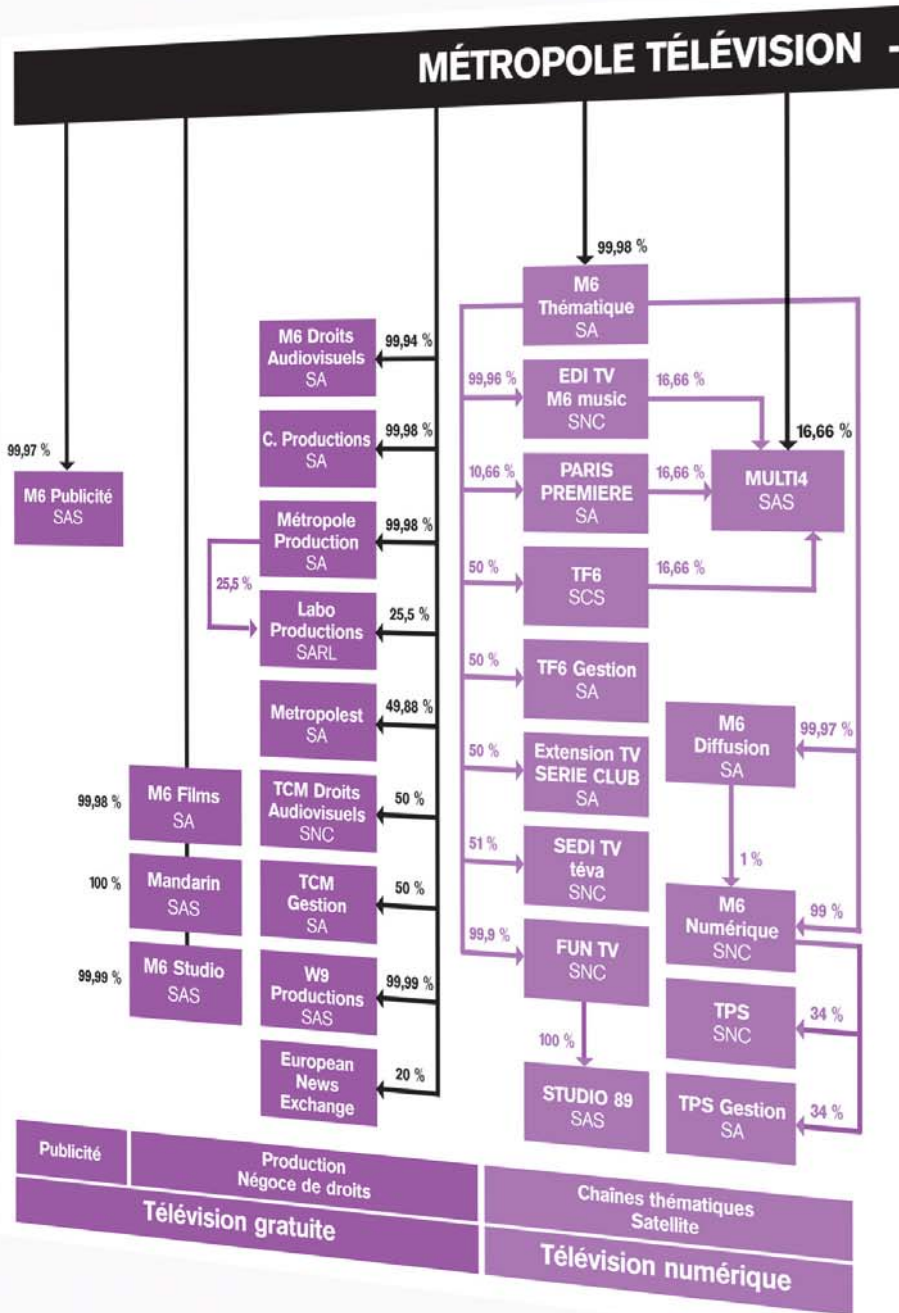 MÉTROPOLE TÉLÉVISION -
99,97 %
M6 Publicité
SAS
99,98 %
M6 Films
SA
100 %
Mandarin
SAS
99,99 %
M6 Studio
SAS
M6 Droits
Audiovisuels
SA
99,94 %
C. Productions
SA
99,98 %
Métropole
Production
SA
99,98 %
25,5 %
Labo
Productions
SARL
25,5 %
Metropolest
SA
49,88 %
TCM Droits
Audiovisuels
SNC
50 %
TCM
Gestion
SA
50 %
W9
Productions
SAS
99,99 %
European
News
Exchange
20 %
99,98 %
M6
Thématique
SA
99,96 %
EDI TV
M6 music
SNC
16,66 %
10,66 %
PARIS
PREMIERE
SA
16,66 %
50 %
TF6
SCS
16,66 %
50 %
TF6 Gestion
SA
50 %
Extension TV
SERIE CLUB
SA
51 %
SEDI TV
téva
SNC
99,9 %
FUN TV
SNC
100 %
STUDIO 89
SAS
16,66 %
MULTI4
SAS
M6
Diffusion
SA
99,97 %
1 %
M6
Numérique
SNC
99 %
TPS
SNC
34 %
TPS Gestion
SA
34 %
Publicité
Production
Négoce de droits
Télévision gratuite
Chaînes thématiques
Satellite
Télévision numérique